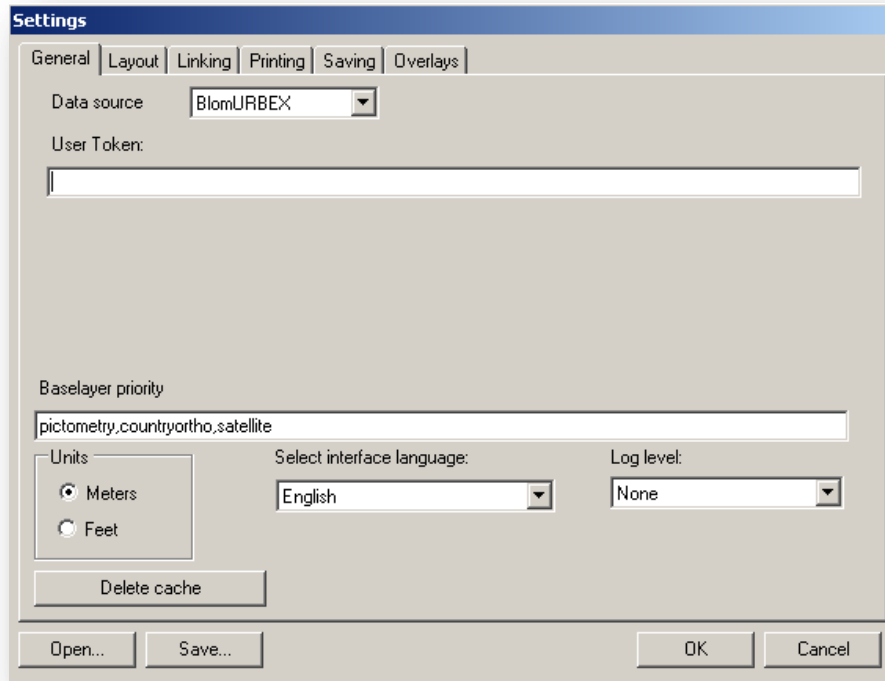 Settings
General Layout Linking Printing Saving Overlays
Data source BlomURBEX
User Token:
Baselayer priority
pictometry,countryortho,satellite
Units Select interface language: Log level:
Meters English None
Feet
Delete cache
Open... Save... OK Cancel